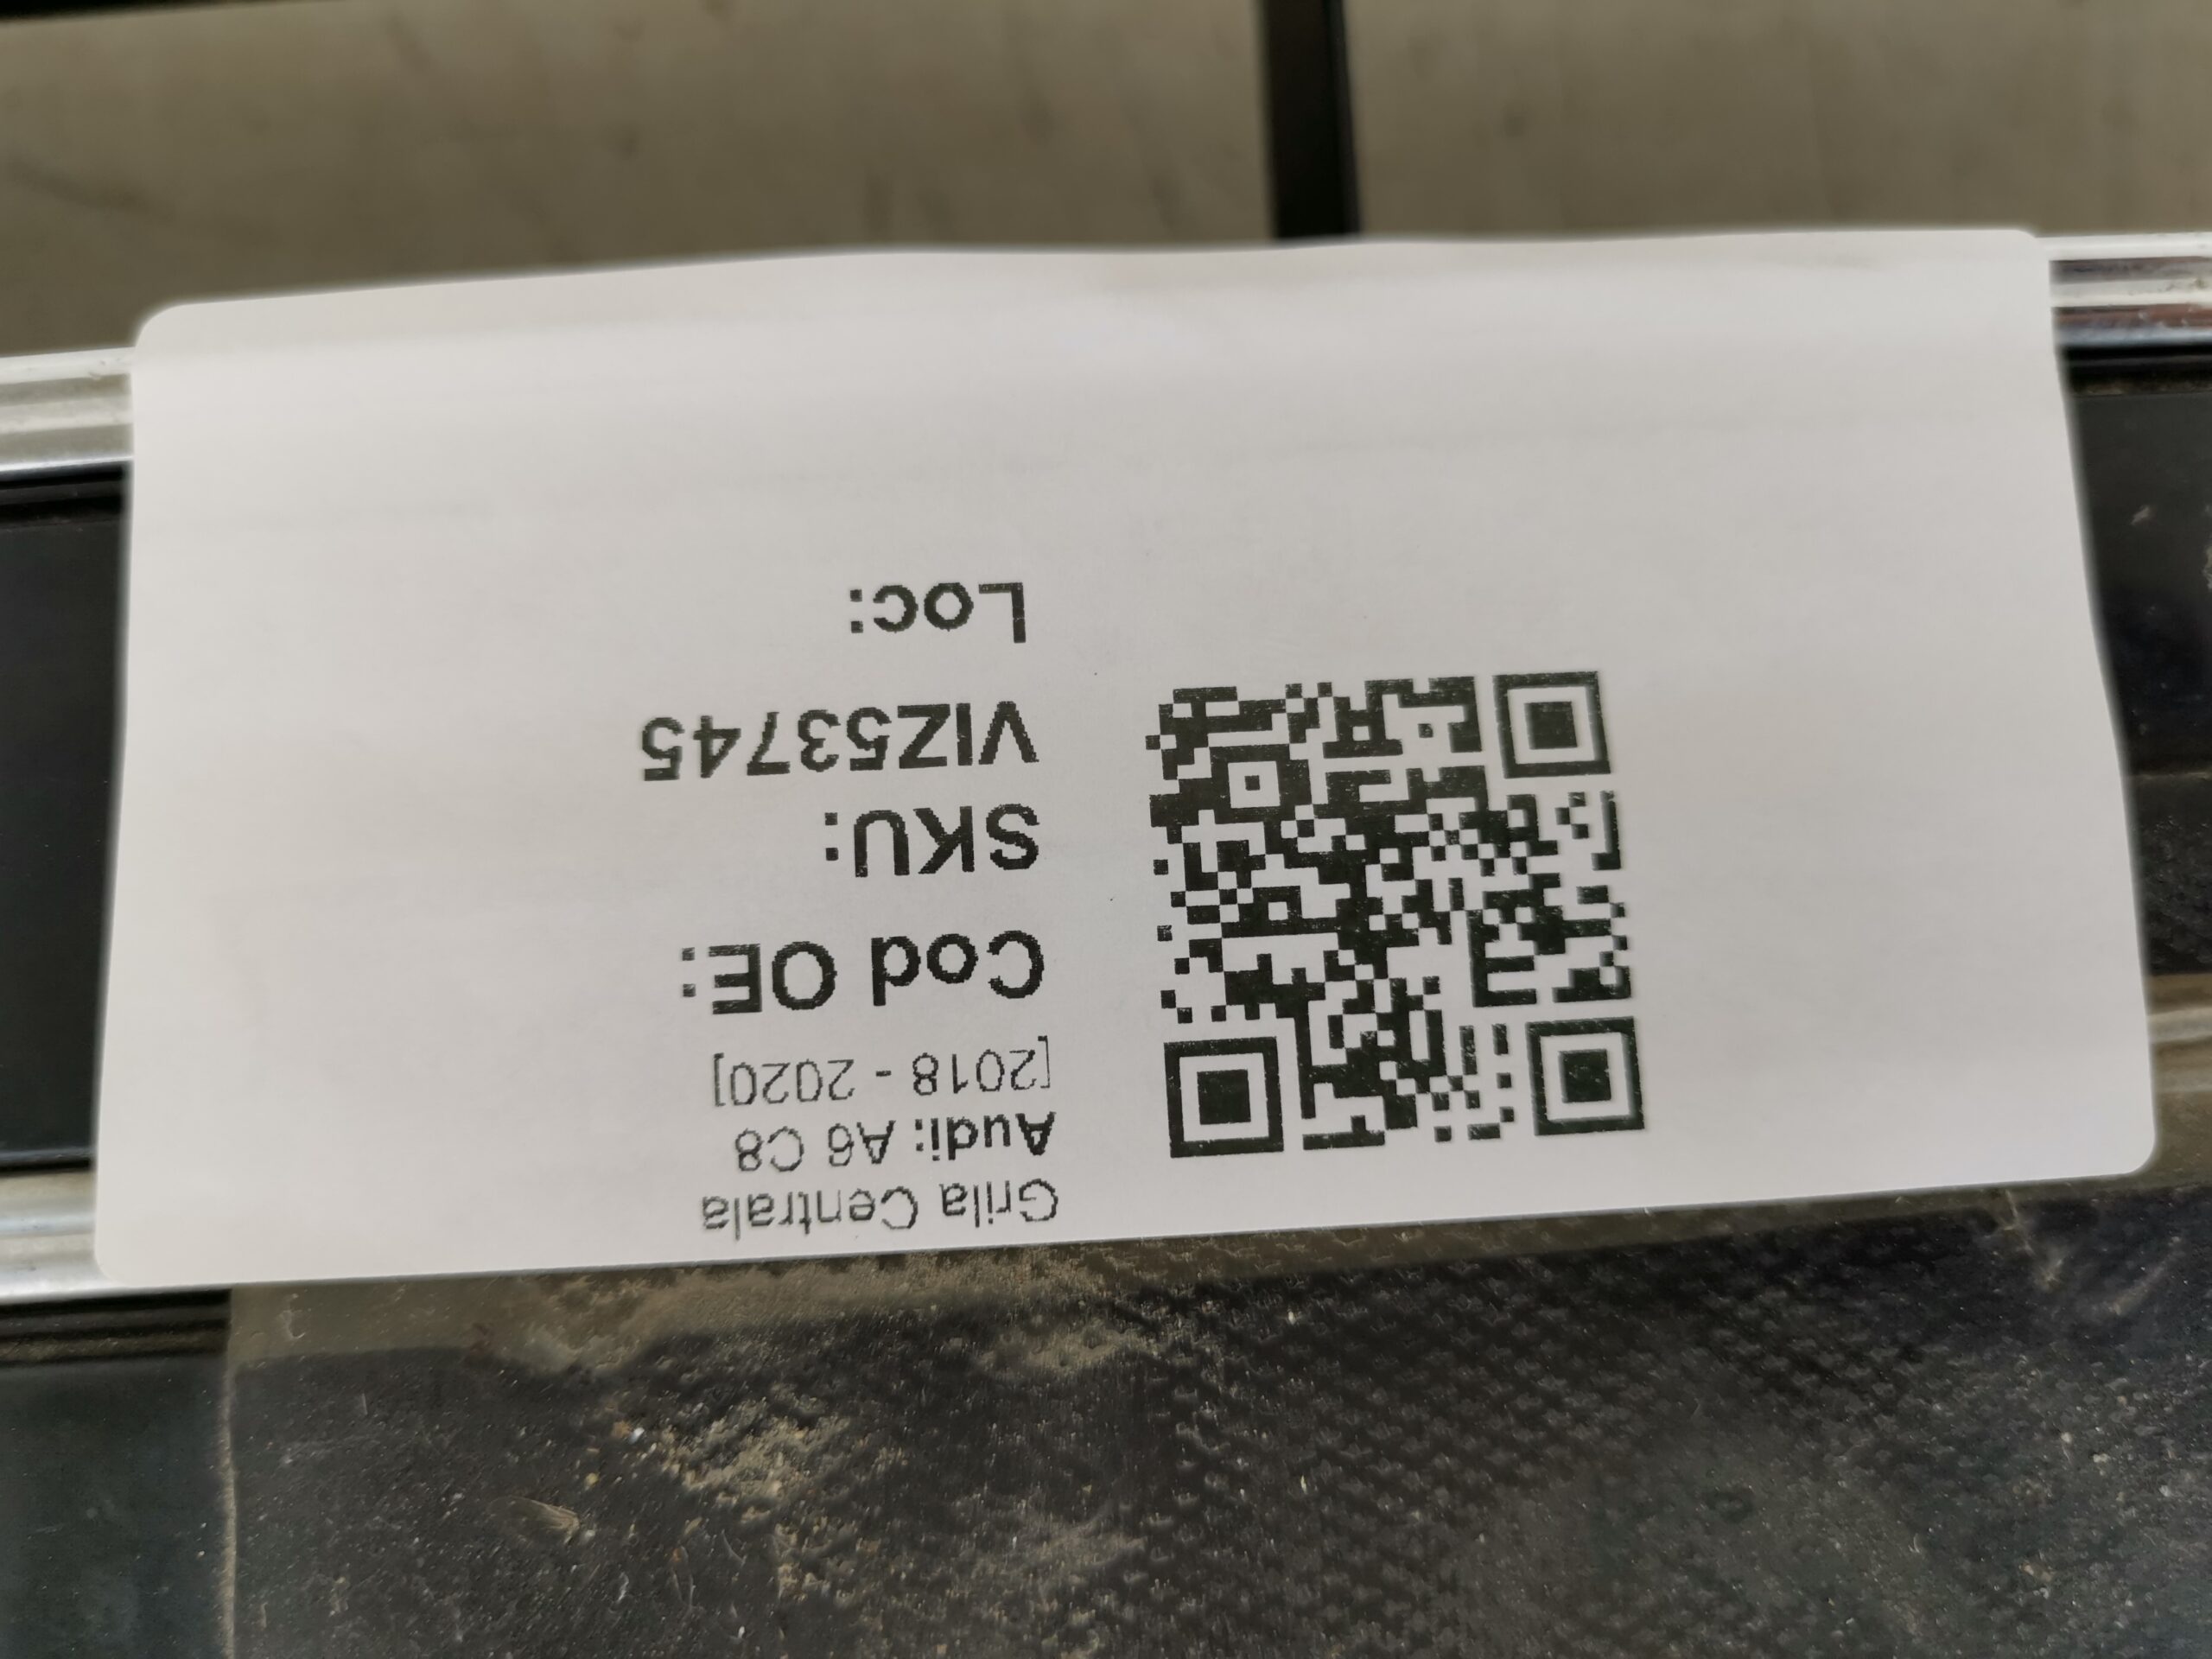 Grila Centrala
Audi: A6 C8
[2018 - 2020]
Cod OE:
SKU:
VIZ53745
Loc: